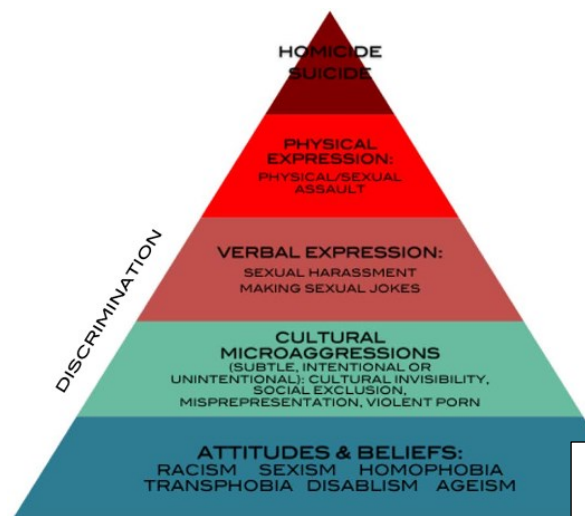 HOMICIDE
SUICIDE
PHYSICAL
EXPRESSION:
PHYSICAL/SEXUAL
ASSAULT
VERBAL EXPRESSION:
SEXUAL HARASSMENT
MAKING SEXUAL JOKES
DISCRIMINATION
CULTURAL
MICROAGGRESSIONS
(SUBTLE, INTENTIONAL OR
UNINTENTIONAL): CULTURAL INVISIBILITY,
SOCIAL EXCLUSION,
MISPREPRESENTATION, VIOLENT PORN
ATTITUDES & BELIEFS:
RACISM SEXISM HOMOPHOBIA
TRANSPHOBIA DISABLISM AGEISM